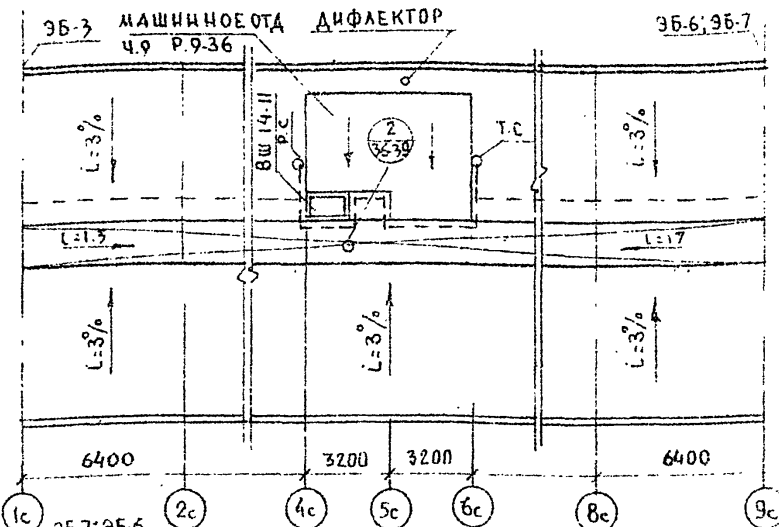 ЭБ-3 МАШИННОЕ ОТД ДИФЛЕКТОР ЭБ-6; ЭБ-7
Ч.9 Р.9-36
i=3%
ВШ 14-11
Р.С
2
36-39
Т.С
i=3%
i=1.5
i=3%
i=3%
i=3%
6400 3200 3200 6400
1с 2с 4с 5с 6с 8с 9с
ЭБ-7; ЭБ-6